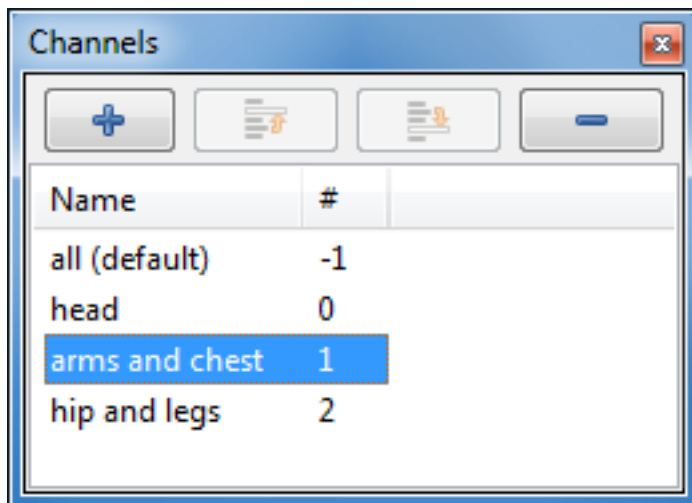 Channels
Name #
all (default) -1
head 0
arms and chest 1
hip and legs 2